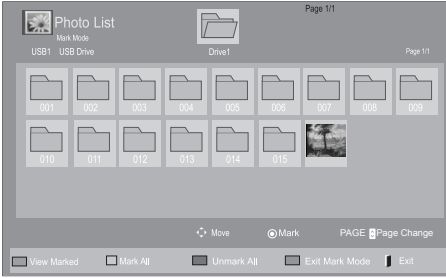 Page 1/1
Photo List
Mark Mode
USB1 USB Drive Drive1 Page 1/1
001 002 003 004 005 006 007 008 009
010 011 012 013 014 015
Move Mark PAGE Page Change
View Marked Mark All Unmark All Exit Mark Mode Exit